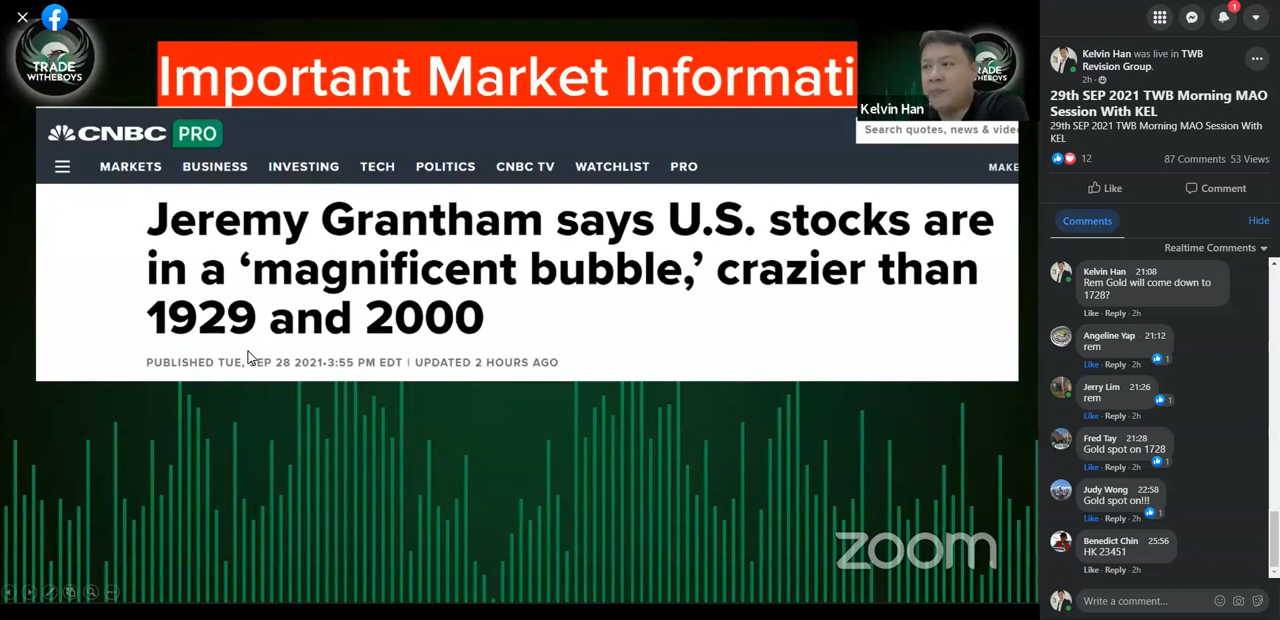 TRADE
WITHEBOYS
Important Market Informati
Kelvin Han
CNBC PRO
Search quotes, news & vide
MARKETS BUSINESS INVESTING TECH POLITICS CNBC TV WATCHLIST PRO MAKE
Jeremy Grantham says U.S. stocks are
in a ‘magnificent bubble,’ crazier than
1929 and 2000
PUBLISHED TUE, SEP 28 2021•3:55 PM EDT | UPDATED 2 HOURS AGO
zoom
1
Kelvin Han was live in TWB
Revision Group.
2h
29th SEP 2021 TWB Morning MAO
Session With KEL
29th SEP 2021 TWB Morning MAO Session With
KEL
12 87 Comments 53 Views
Like Comment
Comments Hide
Realtime Comments
Kelvin Han 21:08
Rem Gold will come down to
1728?
Like · Reply · 2h
Angeline Yap 21:12
rem
1
Like · Reply · 2h
Jerry Lim 21:26
rem
1
Like · Reply · 2h
Fred Tay 21:28
Gold spot on 1728
1
Like · Reply · 2h
Judy Wong 22:58
Gold spot on!!!
1
Like · Reply · 2h
Benedict Chin 25:56
HK 23451
Like · Reply · 2h
Write a comment...